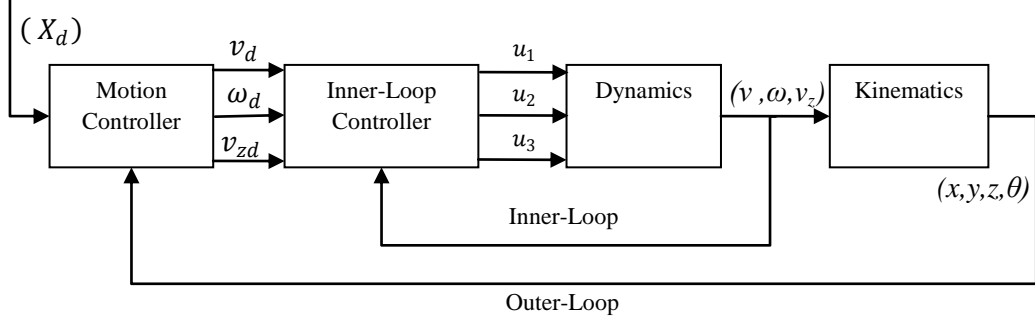 (X_d)
Motion
Controller
v_d
ω_d
v_zd
Inner-Loop
Controller
u_1
u_2
u_3
Dynamics
(v ,ω,v_z)
Kinematics
(x,y,z,θ)
Inner-Loop
Outer-Loop